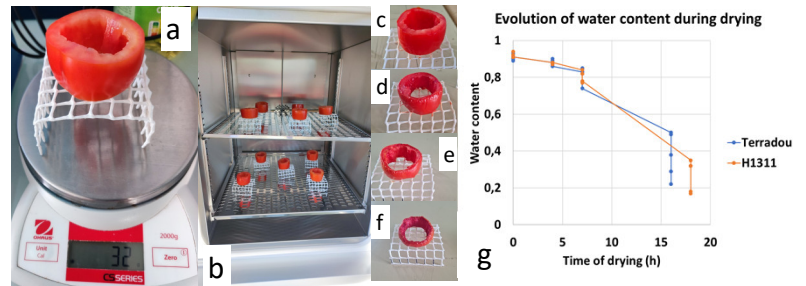 a
OHAUS
2000g
Unit
Cal
32
Zero
CS SERIES
b
c
d
e
f
g
Evolution of water content during drying
Water content
1
0,8
0,6
0,4
0,2
0
0
5
10
15
20
Time of drying (h)
Terradou
H1311